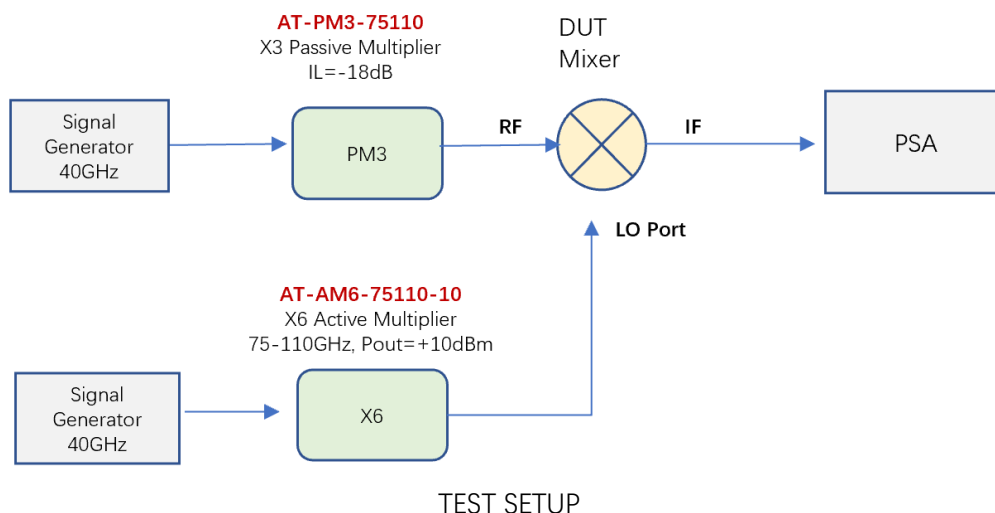 AT-PM3-75110
X3 Passive Multiplier
IL=-18dB
DUT
Mixer
Signal
Generator
40GHz
PM3
RF
IF
PSA
LO Port
AT-AM6-75110-10
X6 Active Multiplier
75-110GHz, Pout=+10dBm
Signal
Generator
40GHz
X6
TEST SETUP